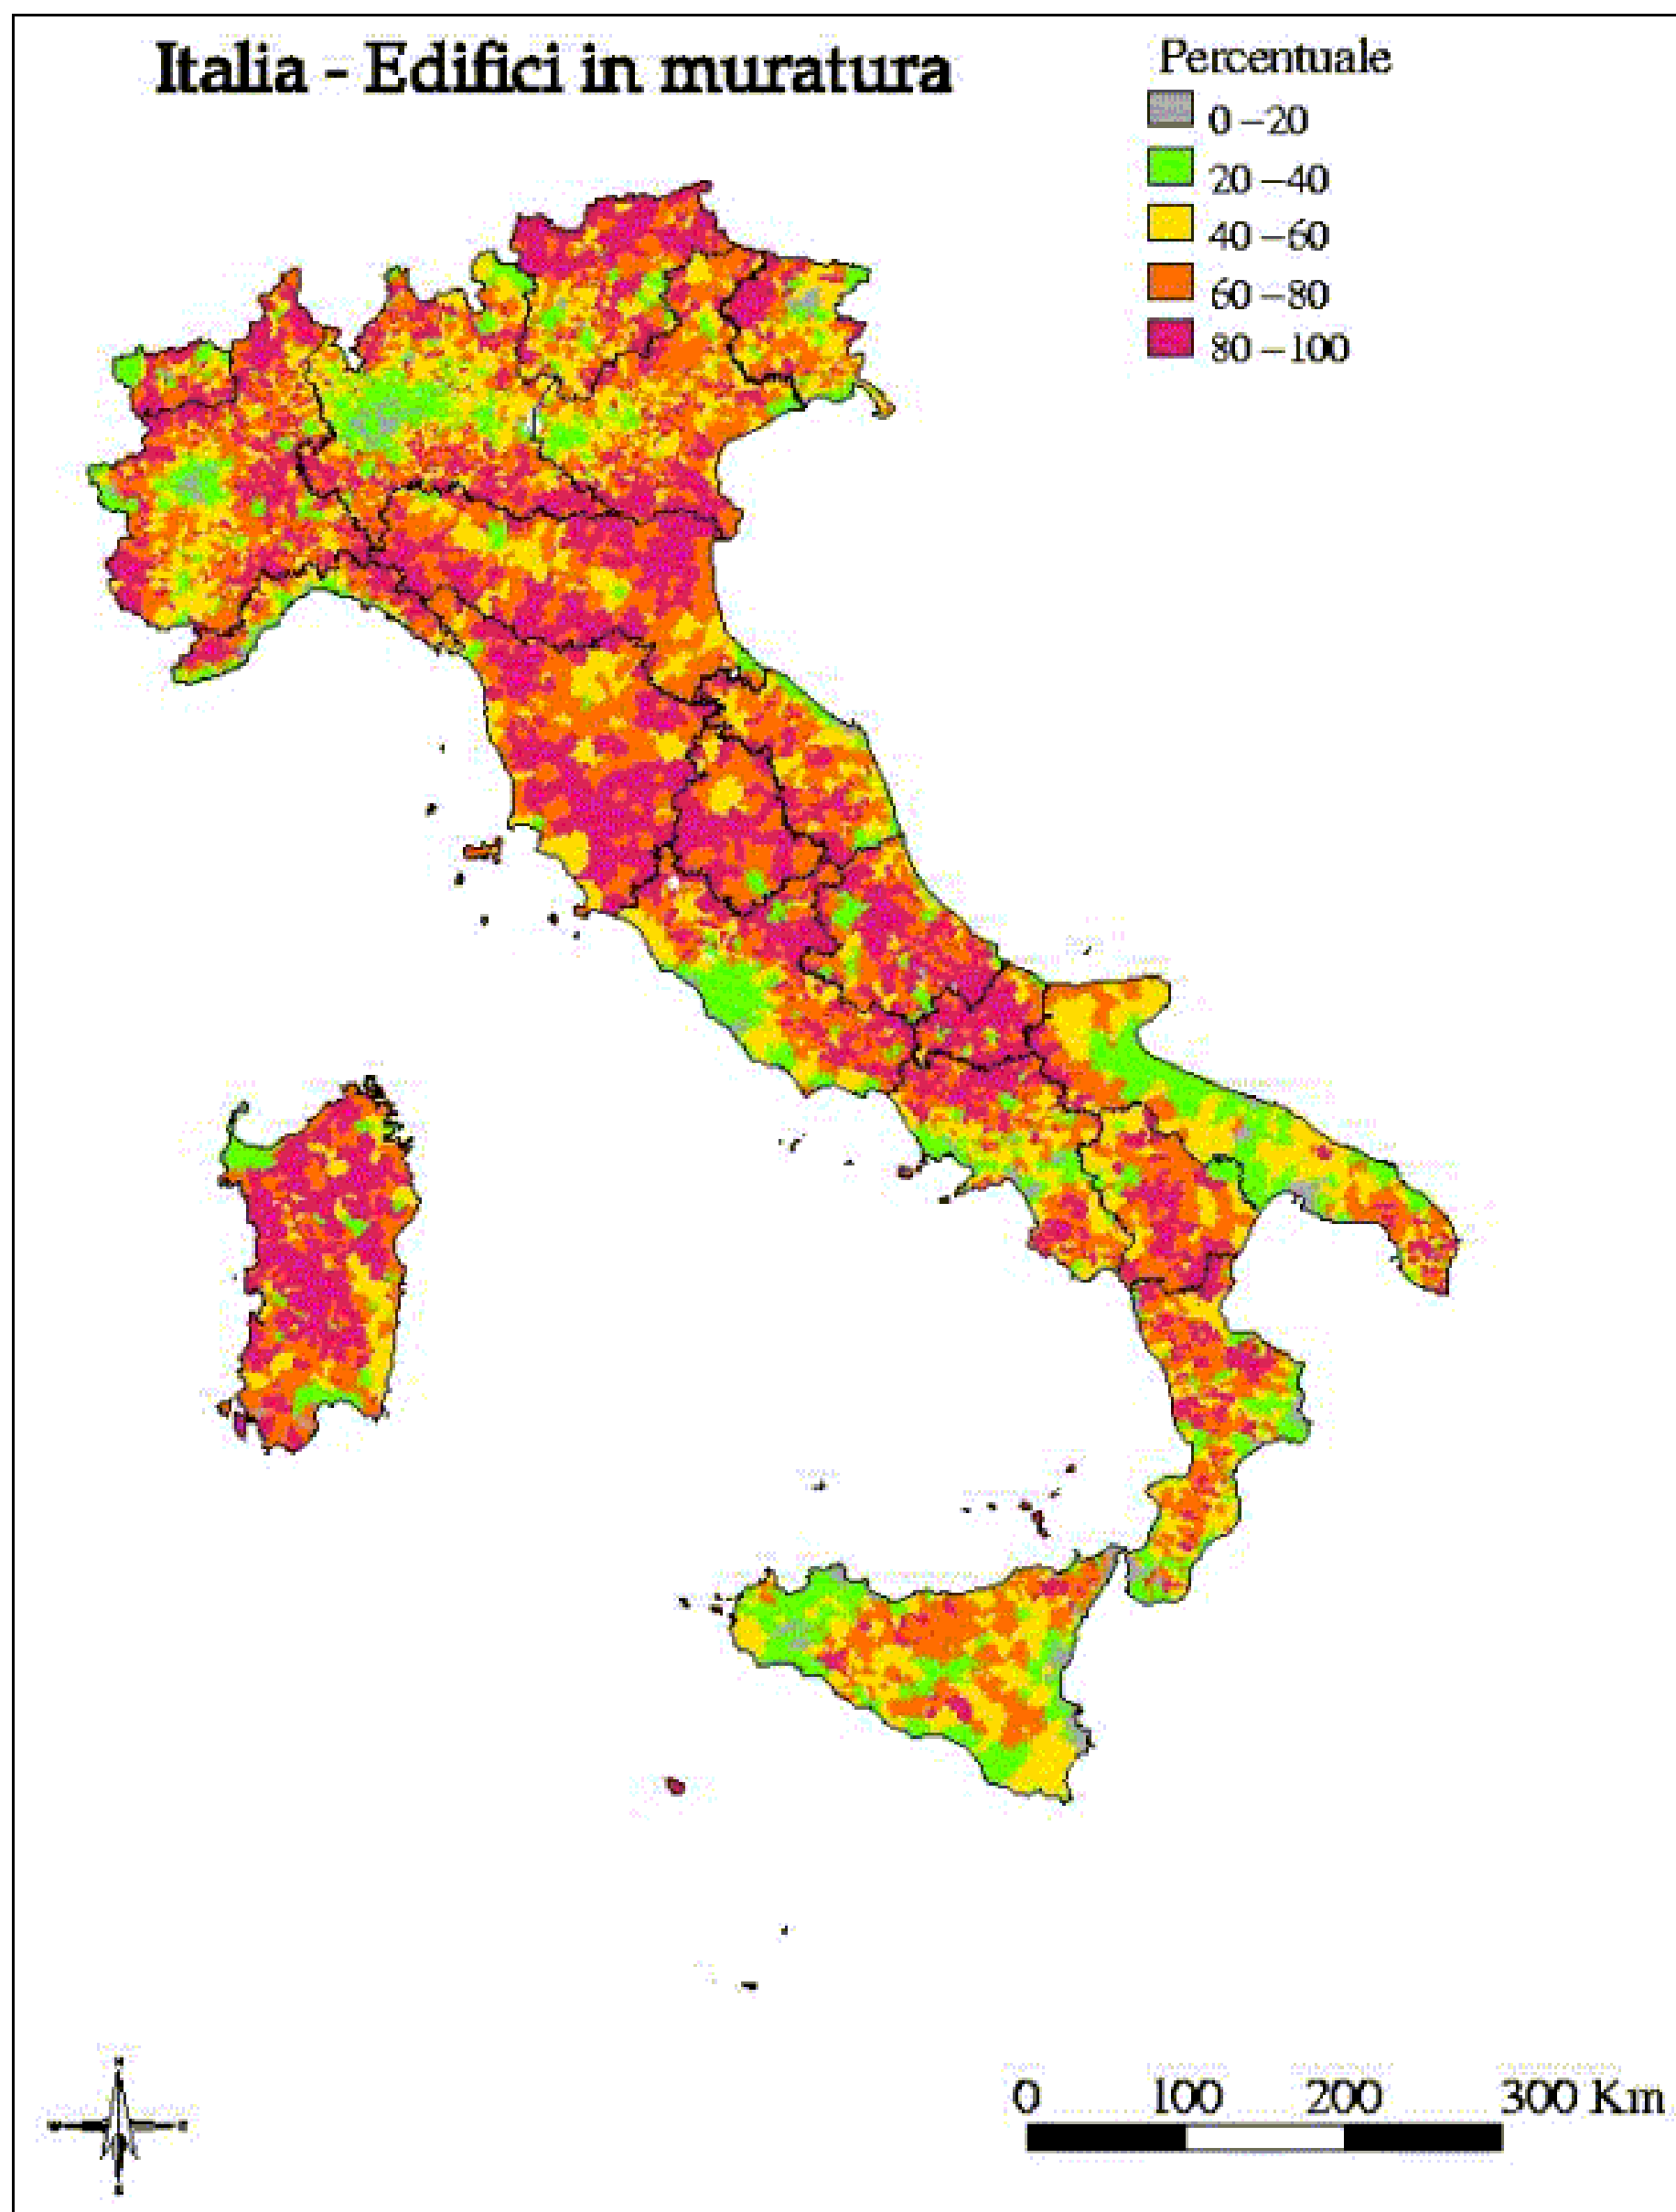 Italia - Edifici in muratura
Percentuale
0 – 20
20 – 40
40 – 60
60 – 80
80 – 100
0 100 200 300 Km